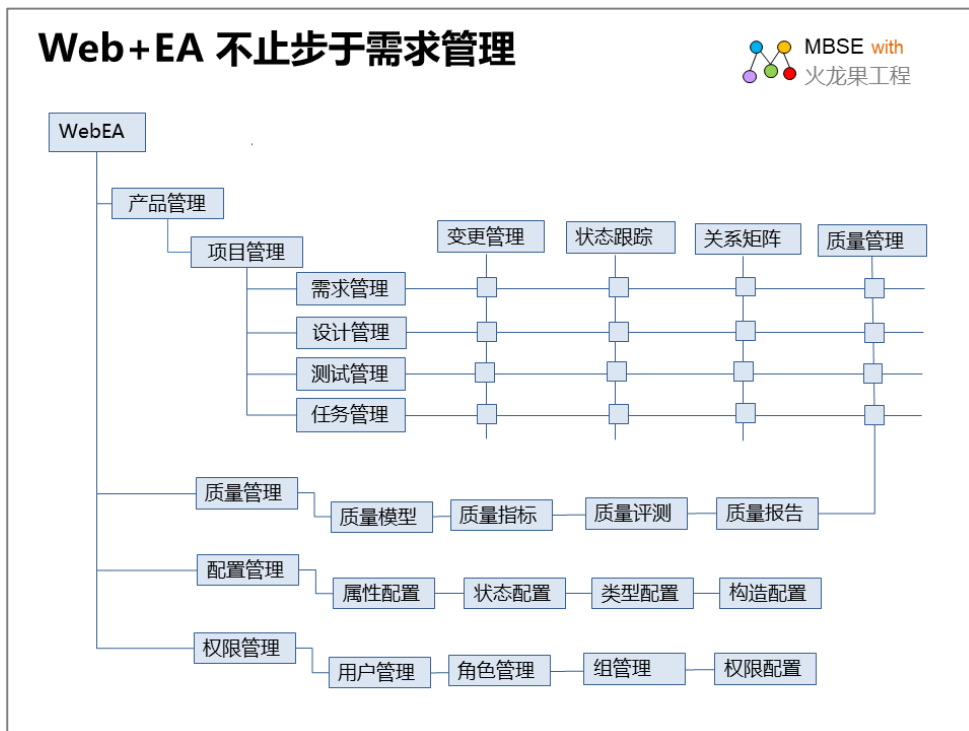 Web+EA 不止步于需求管理
MBSE with
火龙果工程
WebEA
产品管理
项目管理
变更管理
状态跟踪
关系矩阵
质量管理
需求管理
设计管理
测试管理
任务管理
质量管理
质量模型
质量指标
质量评测
质量报告
配置管理
属性配置
状态配置
类型配置
构造配置
权限管理
用户管理
角色管理
组管理
权限配置